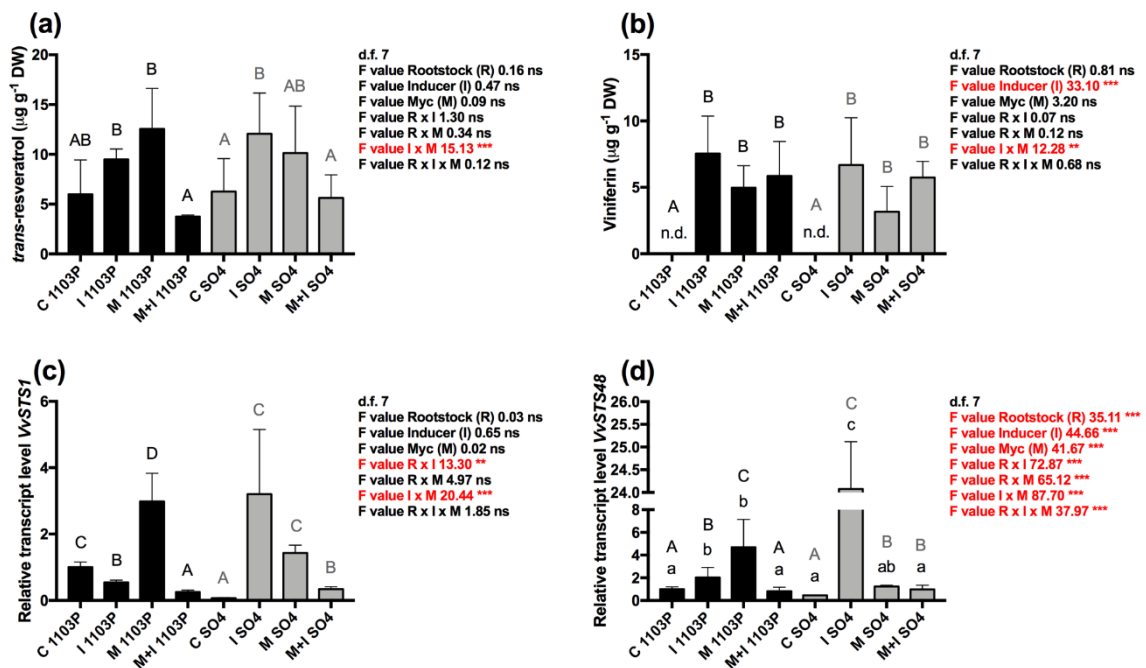 (a)
trans-resveratrol (µg g-1 DW)
20
15
10
5
0
AB
B
B
A
A
B
AB
A
C 1103P
I 1103P
M 1103P
M+I 1103P
C SO4
I SO4
M SO4
M+I SO4
d.f. 7
F value Rootstock (R) 0.16 ns
F value Inducer (I) 0.47 ns
F value Myc (M) 0.09 ns
F value R x I 1.30 ns
F value R x M 0.34 ns
F value I x M 15.13 ***
F value R x I x M 0.12 ns
(b)
Viniferin (µg g-1 DW)
15
10
5
0
A
n.d.
B
B
B
A
n.d.
B
B
B
C 1103P
I 1103P
M 1103P
M+I 1103P
C SO4
I SO4
M SO4
M+I SO4
d.f. 7
F value Rootstock (R) 0.81 ns
F value Inducer (I) 33.10 ***
F value Myc (M) 3.20 ns
F value R x I 0.07 ns
F value R x M 0.12 ns
F value I x M 12.28 **
F value R x I x M 0.68 ns
(c)
Relative transcript level VvSTS1
6
4
2
0
C
B
D
A
A
C
C
B
C 1103P
I 1103P
M 1103P
M+I 1103P
C SO4
I SO4
M SO4
M+I SO4
d.f. 7
F value Rootstock (R) 0.03 ns
F value Inducer (I) 0.65 ns
F value Myc (M) 0.02 ns
F value R x I 13.30 **
F value R x M 4.97 ns
F value I x M 20.44 ***
F value R x I x M 1.85 ns
(d)
Relative transcript level VvSTS48
26.0
25.5
25.0
24.5
24.0
8
6
4
2
0
A
a
B
b
C
b
A
a
A
a
C
c
B
ab
B
a
C 1103P
I 1103P
M 1103P
M+I 1103P
C SO4
I SO4
M SO4
M+I SO4
d.f. 7
F value Rootstock (R) 35.11 ***
F value Inducer (I) 44.66 ***
F value Myc (M) 41.67 ***
F value R x I 72.87 ***
F value R x M 65.12 ***
F value I x M 87.70 ***
F value R x I x M 37.97 ***